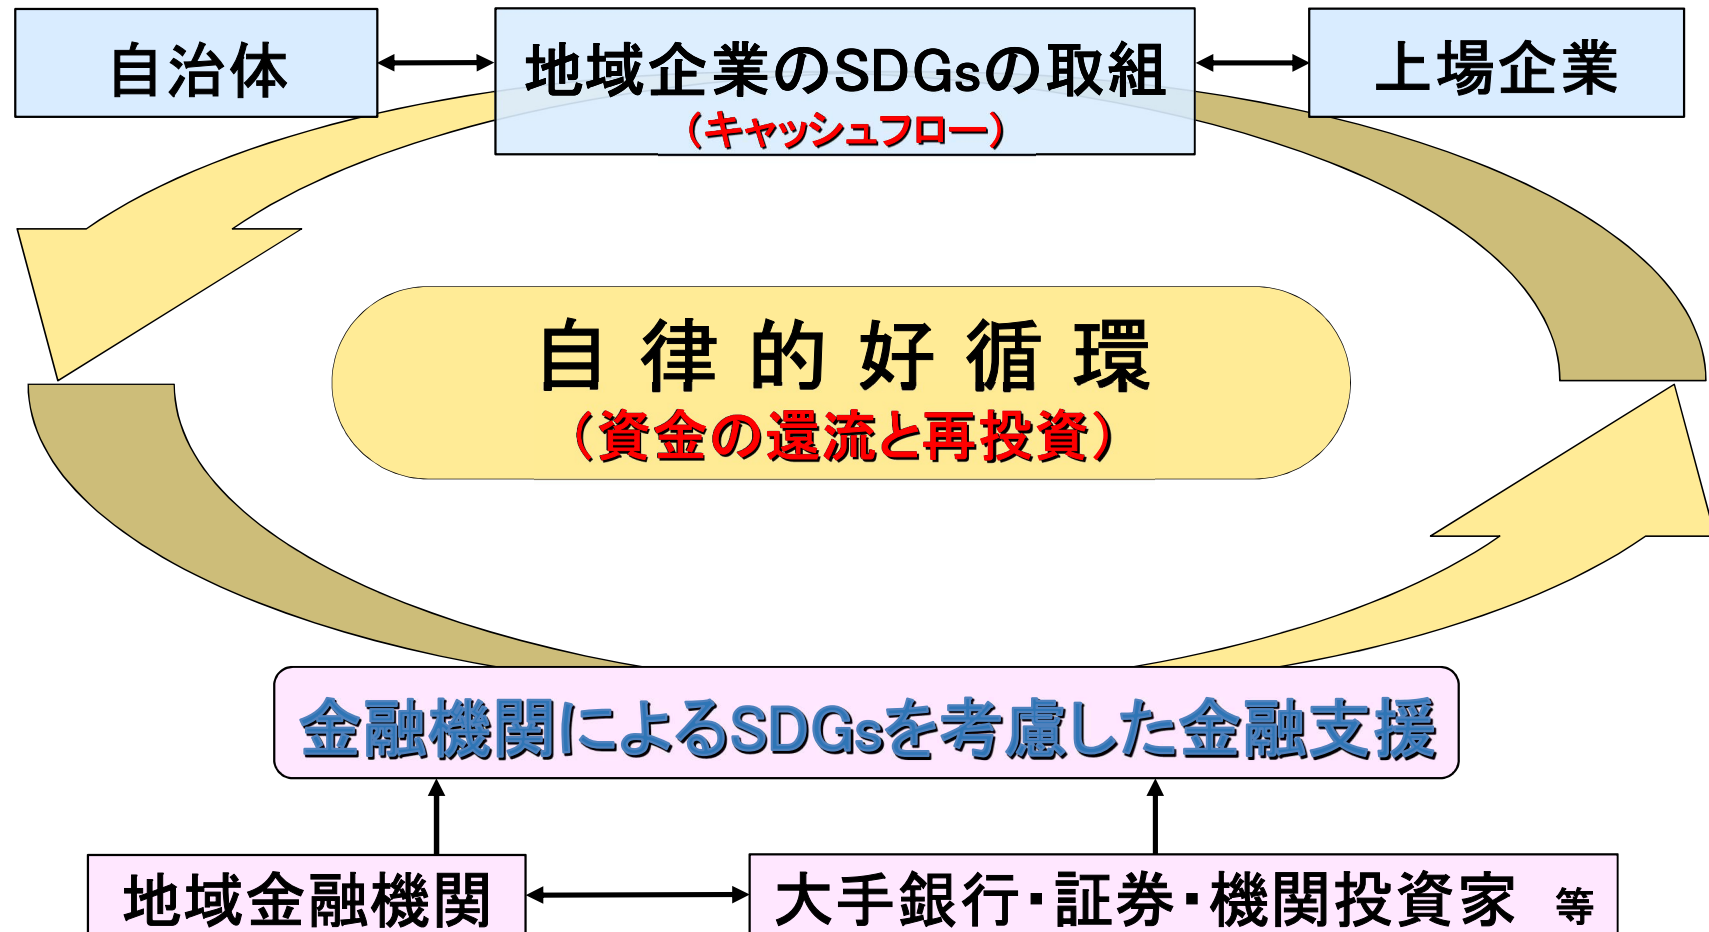 自治体
地域企業のSDGsの取組
（キャッシュフロー）
上場企業
自律的好循環
（資金の還流と再投資）
金融機関によるSDGsを考慮した金融支援
地域金融機関
大手銀行・証券・機関投資家 等